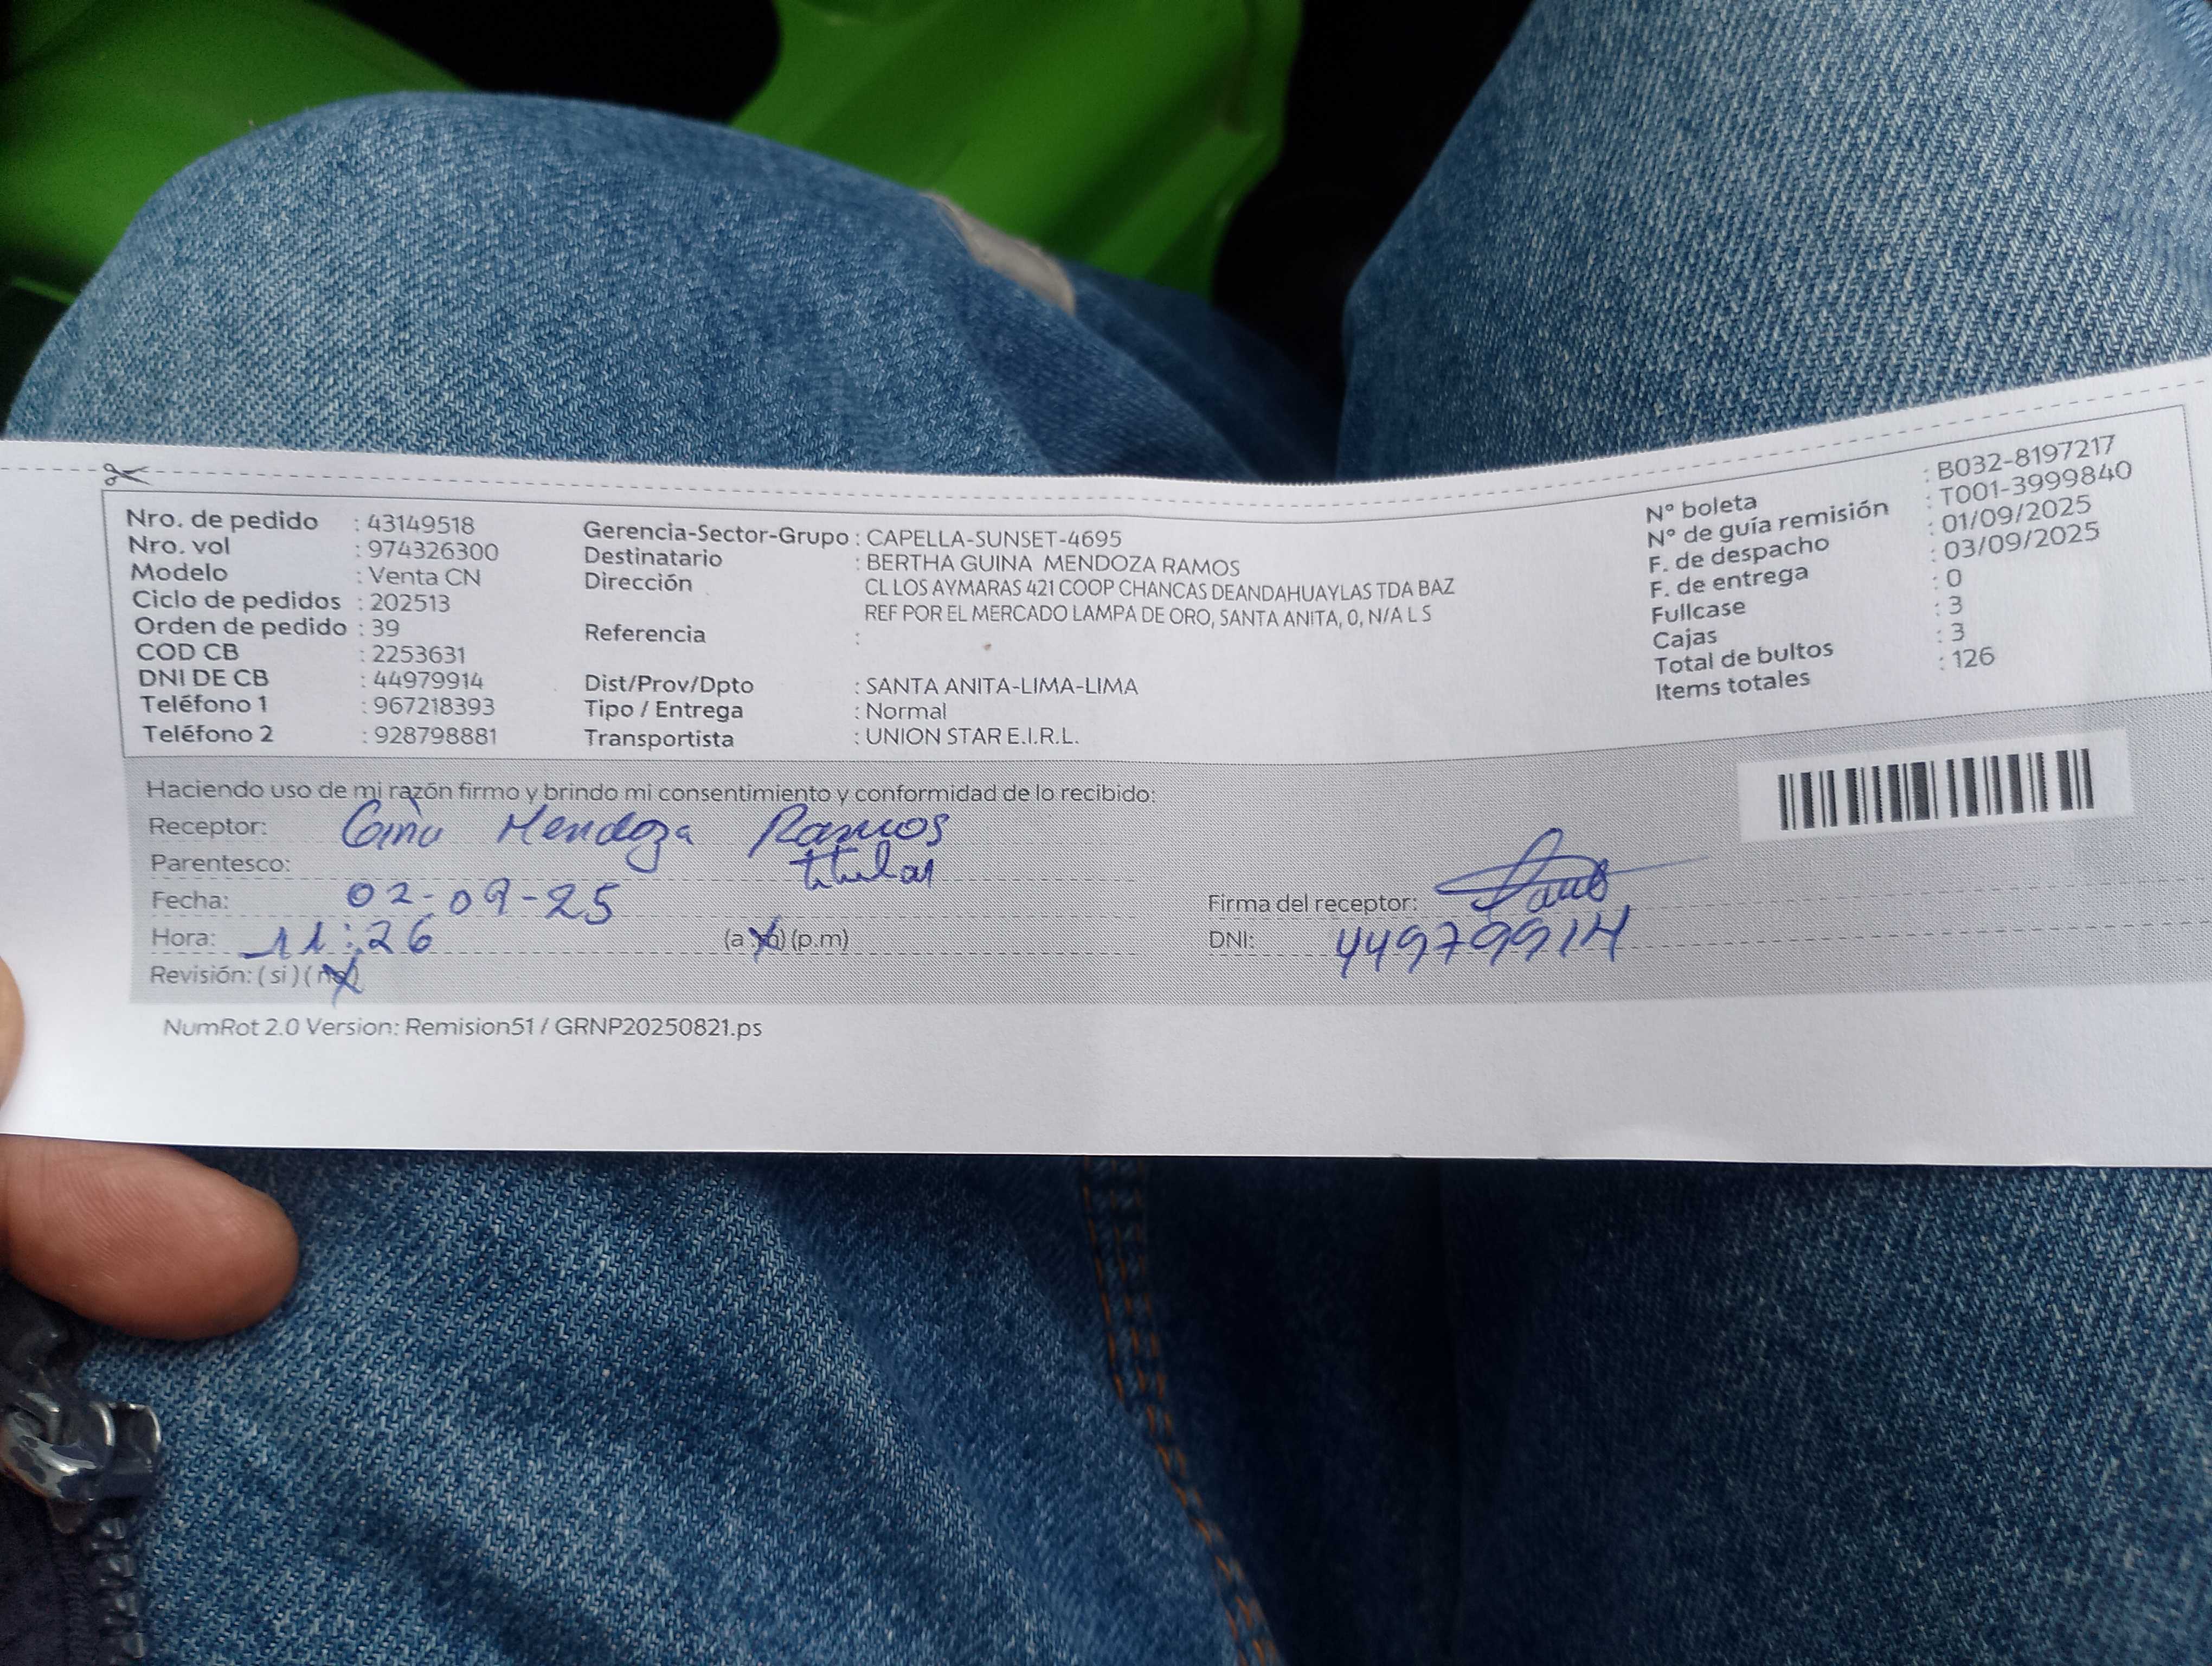 Nro. de pedido : 43149518
Nro. vol : 974326300
Modelo : Venta CN
Ciclo de pedidos : 202513
Orden de pedido : 39
COD CB : 2253631
DNI DE CB : 44979914
Teléfono 1 : 967218393
Teléfono 2 : 928798881
Gerencia-Sector-Grupo : CAPELLA-SUNSET-4695
Destinatario : BERTHA GUINA MENDOZA RAMOS
Dirección : CL LOS AYMARAS 421 COOP CHANCAS DEANDAHUAYLAS TDA BAZ
REF POR EL MERCADO LAMPA DE ORO, SANTA ANITA, 0, N/A L S
Referencia :
Dist/Prov/Dpto : SANTA ANITA-LIMA-LIMA
Tipo / Entrega : Normal
Transportista : UNION STAR E.I.R.L.
N° boleta : B032-8197217
N° de guía remisión : T001-3999840
F. de despacho : 01/09/2025
F. de entrega : 03/09/2025
Fullcase : 0
Cajas : 3
Total de bultos : 3
Items totales : 126
Haciendo uso de mi razón firmo y brindo mi consentimiento y conformidad de lo recibido:
Receptor: Mendoza Ramos
Parentesco: titular
Fecha: 02-09-25
Hora: 11:26 (a.m) (p.m)
Revisión: (si) (no)
Firma del receptor:
DNI: 44979914
NumRot 2.0 Version: Remision51 / GRNP20250821.ps